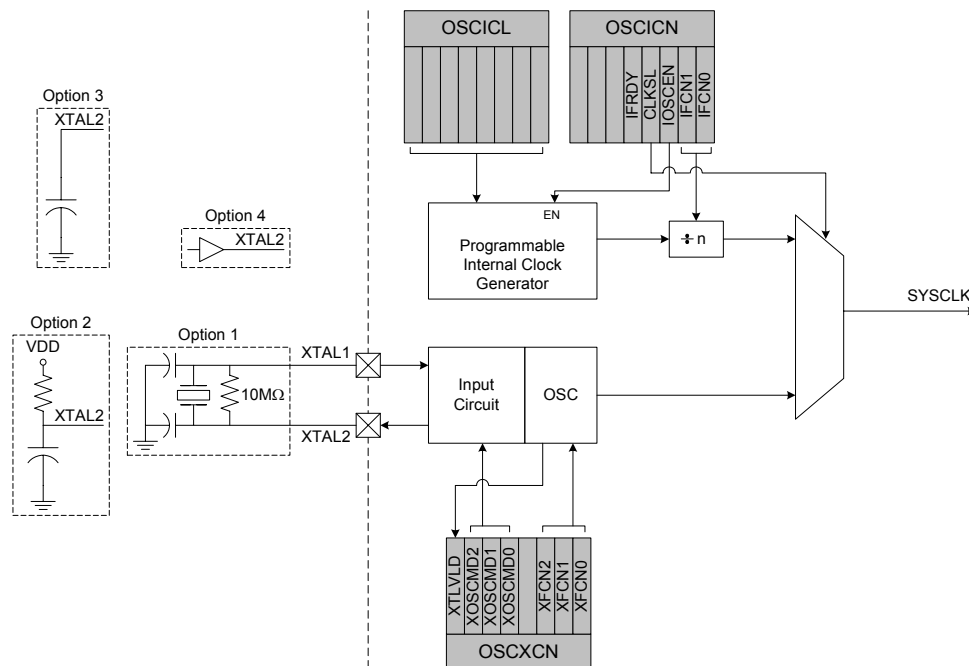 OSCICL
OSCICN
IFRDY
CLKSL
IOSCEN
IFCN1
IFCN0
Option 3
XTAL2
Option 4
XTAL2
EN
Programmable
Internal Clock
Generator
÷ n
SYSCLK
Option 2
VDD
XTAL2
Option 1
10MΩ
XTAL1
XTAL2
Input
Circuit
OSC
XTLVLD
XOSCMD2
XOSCMD1
XOSCMD0
XFCN2
XFCN1
XFCN0
OSCXCN